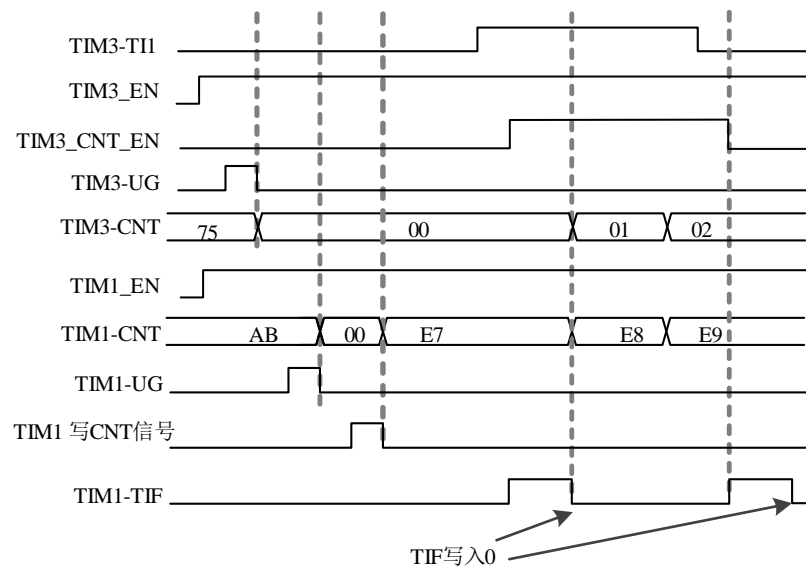 TIM3-TI1
TIM3_EN
TIM3_CNT_EN
TIM3-UG
TIM3-CNT 75 00 01 02
TIM1_EN
TIM1-CNT AB 00 E7 E8 E9
TIM1-UG
TIM1 写CNT信号
TIM1-TIF
TIF写入0